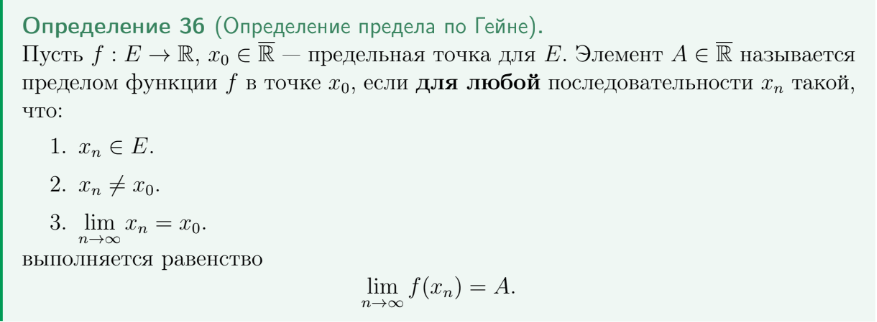 Определение 36 (Определение предела по Гейне).
Пусть f : E → ℝ, x₀ ∈ ℝ̅ — предельная точка для E. Элемент A ∈ ℝ̅ называется
пределом функции f в точке x₀, если для любой последовательности xₙ такой,
что:
1. xₙ ∈ E.
2. xₙ ≠ x₀.
3. lim xₙ = x₀.
n→∞
выполняется равенство
lim f(xₙ) = A.
n→∞